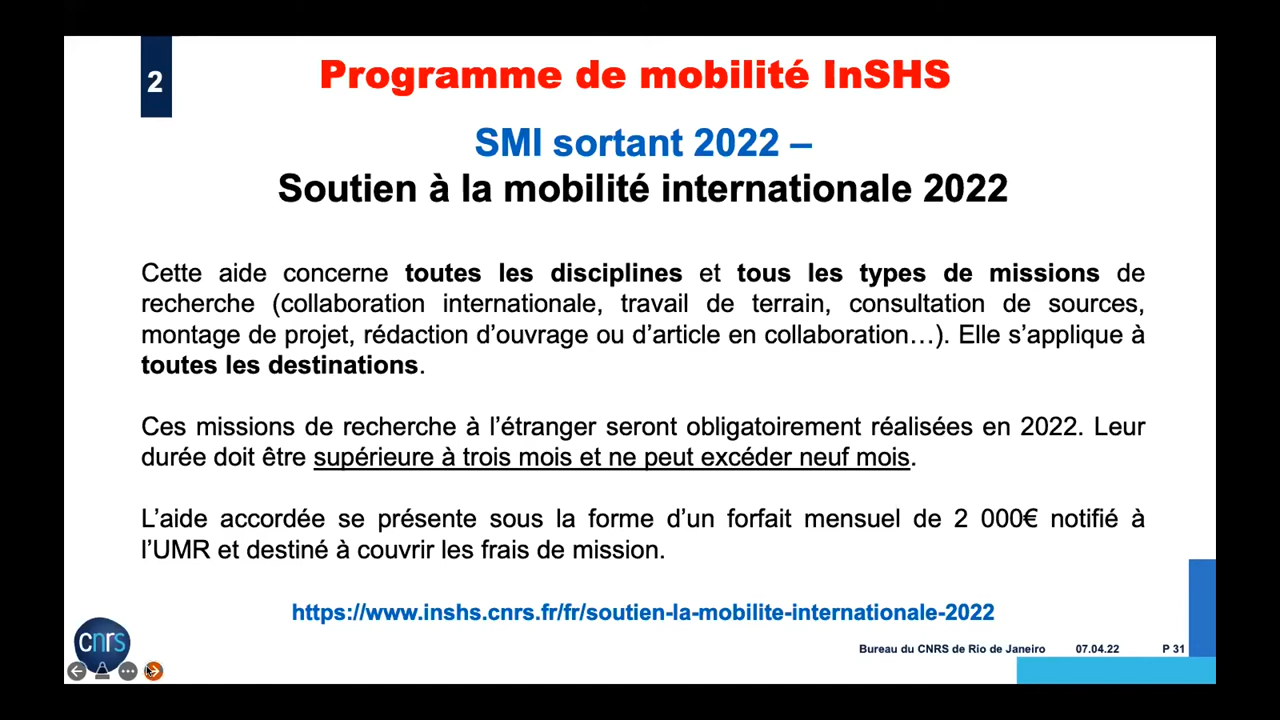 2
Programme de mobilité InSHS
SMI sortant 2022 –
Soutien à la mobilité internationale 2022
Cette aide concerne toutes les disciplines et tous les types de missions de
recherche (collaboration internationale, travail de terrain, consultation de sources,
montage de projet, rédaction d’ouvrage ou d’article en collaboration…). Elle s’applique à
toutes les destinations.
Ces missions de recherche à l’étranger seront obligatoirement réalisées en 2022. Leur
durée doit être supérieure à trois mois et ne peut excéder neuf mois.
L’aide accordée se présente sous la forme d’un forfait mensuel de 2 000€ notifié à
l’UMR et destiné à couvrir les frais de mission.
https://www.inshs.cnrs.fr/fr/soutien-la-mobilite-internationale-2022
cnrs
Bureau du CNRS de Rio de Janeiro 07.04.22 P 31